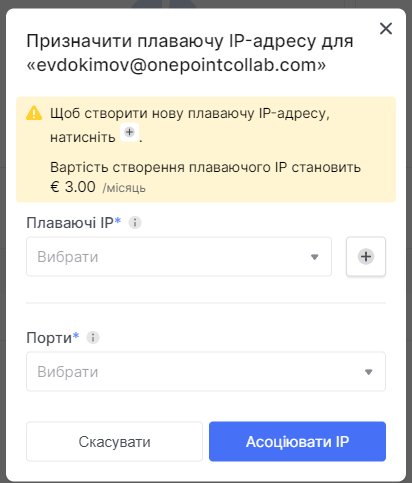 Призначити плаваючу IP-адресу для
«evdokimov@onepointcollab.com»
Щоб створити нову плаваючу IP-адресу,
натисніть +.
Вартість створення плаваючого IP становить
€ 3.00 /місяць
Плаваючі IP*
Вибрати
Порти*
Вибрати
Скасувати
Асоціювати IP